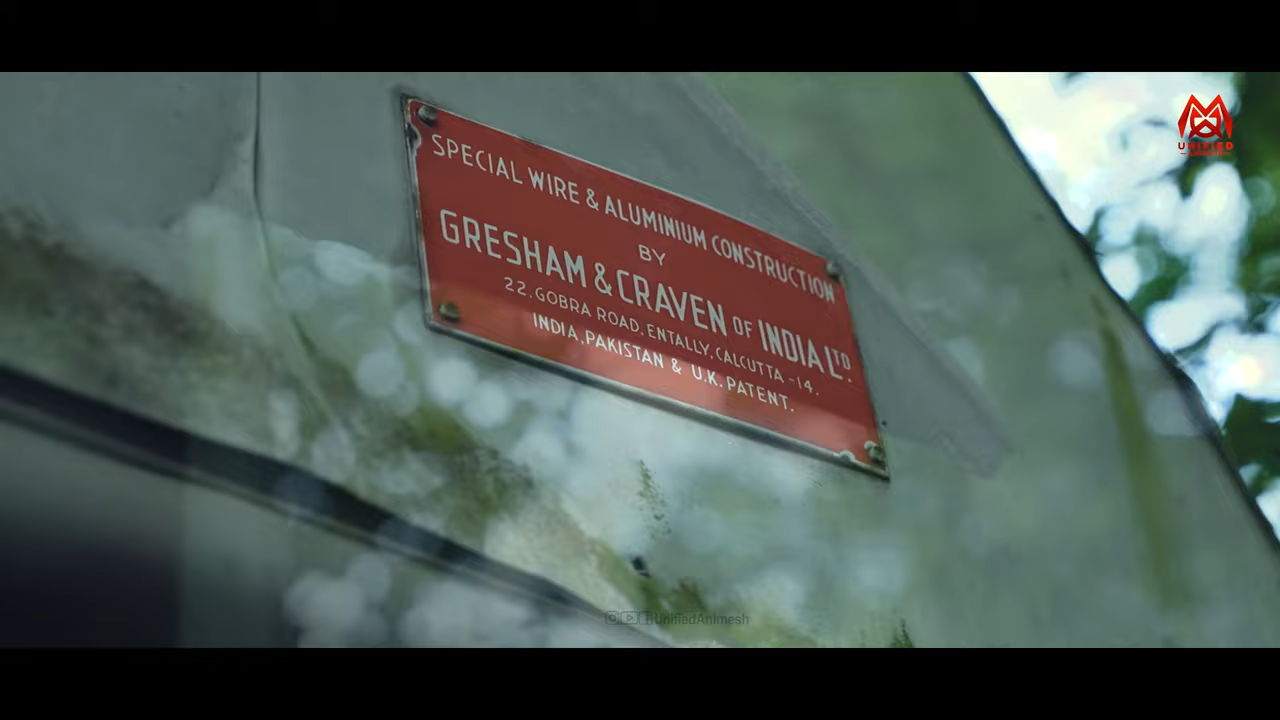 SPECIAL WIRE & ALUMINIUM CONSTRUCTION
BY
GRESHAM & CRAVEN OF INDIA LTD.
22, GOBRA ROAD, ENTALLY, CALCUTTA -14.
INDIA, PAKISTAN & U.K. PATENT.
UNIFIED
UnifiedAnimesh